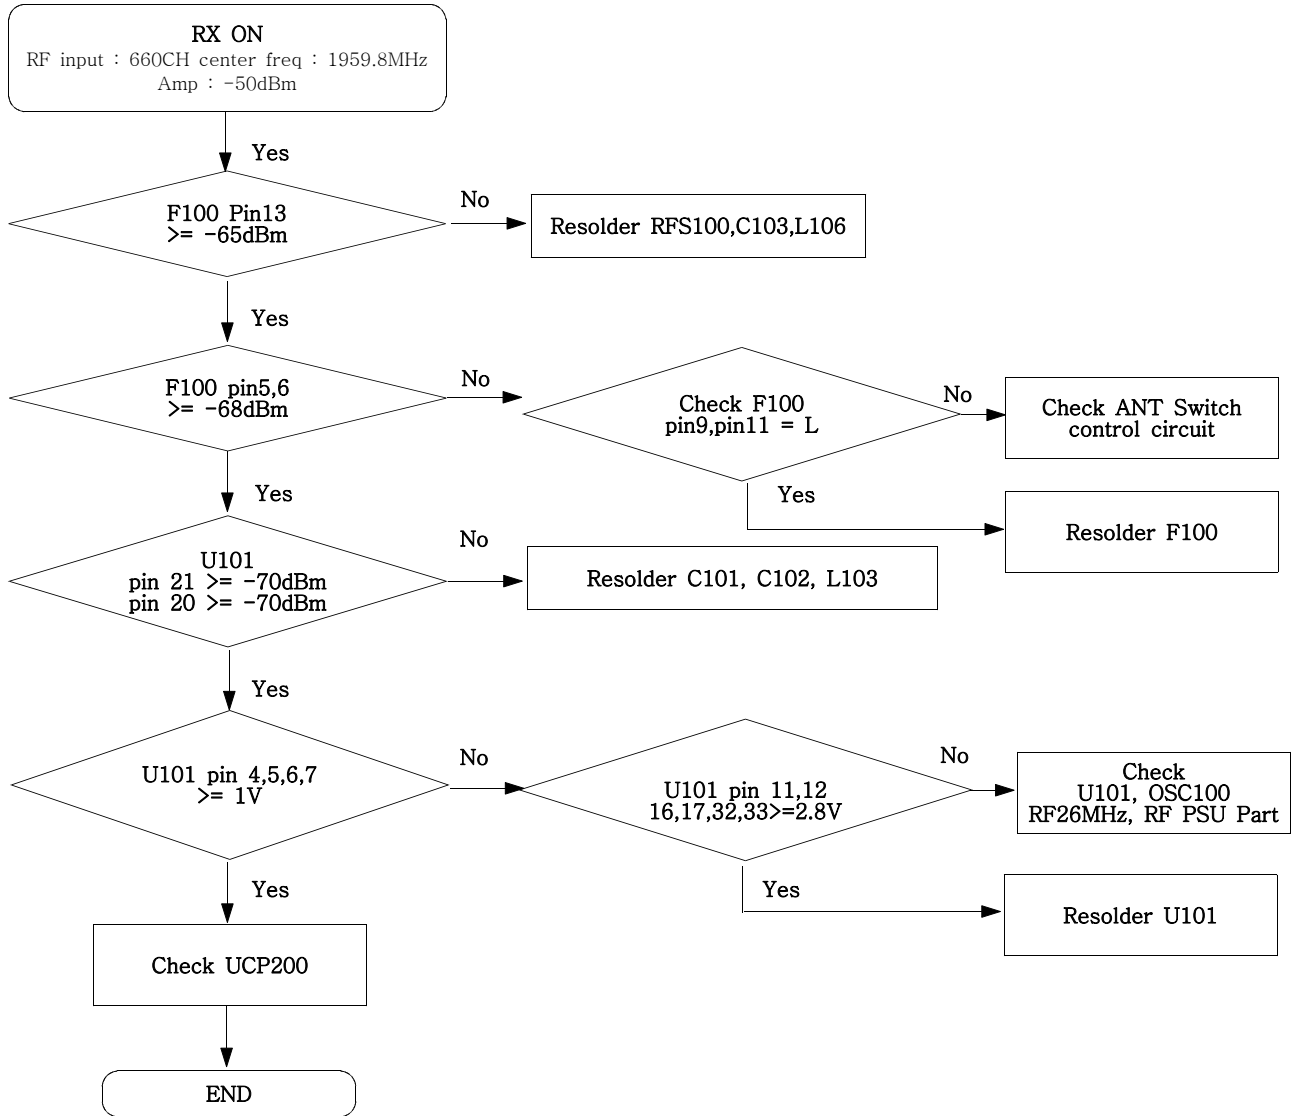 RX ON
RF input : 660CH center freq : 1959.8MHz
Amp : -50dBm
Yes
F100 Pin13
>= -65dBm
No
Resolder RFS100,C103,L106
Yes
F100 pin5,6
>= -68dBm
No
Check F100
pin9,pin11 = L
No
Check ANT Switch
control circuit
Yes
Resolder F100
Yes
U101
pin 21 >= -70dBm
pin 20 >= -70dBm
No
Resolder C101, C102, L103
Yes
U101 pin 4,5,6,7
>= 1V
No
U101 pin 11,12
16,17,32,33>=2.8V
No
Check
U101, OSC100
RF26MHz, RF PSU Part
Yes
Resolder U101
Yes
Check UCP200
END